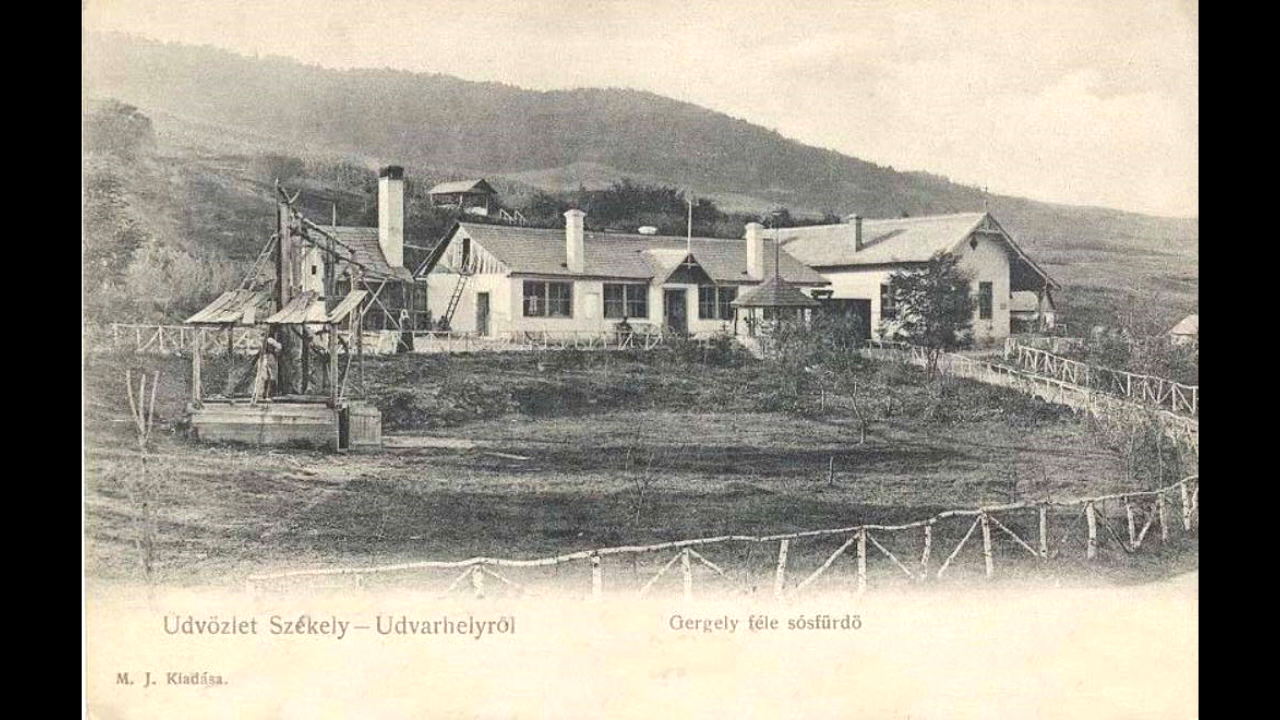 Üdvözlet Székely–Udvarhelyről Gergely féle sósfürdő
M. J. Kiadása.